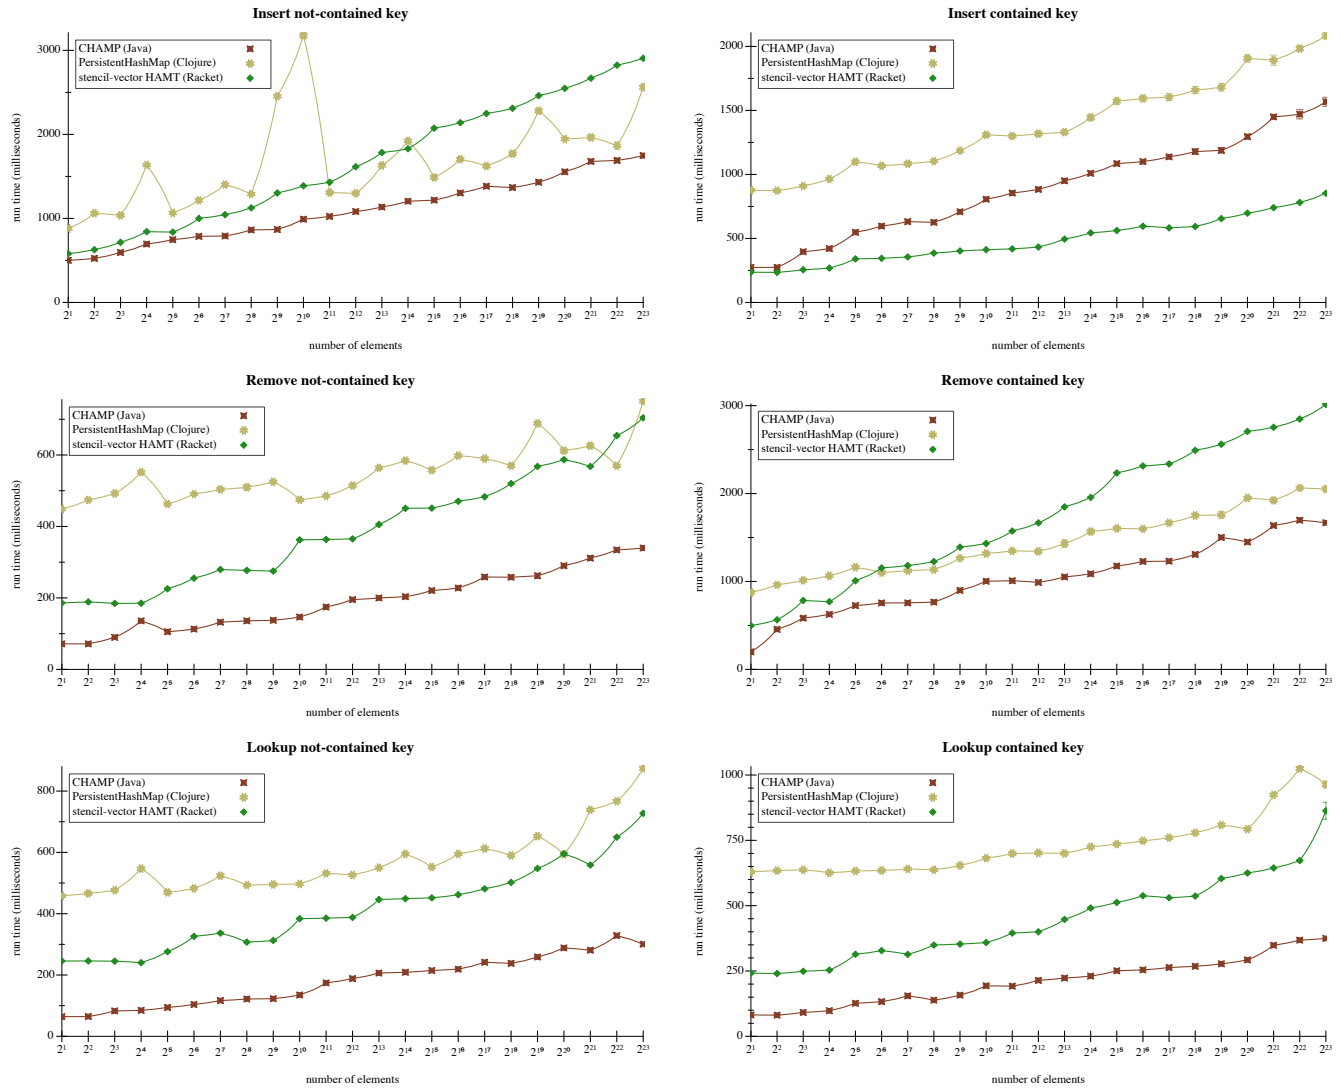 Insert not-contained key
run time (milliseconds)
3000
2000
1000
0
CHAMP (Java)
PersistentHashMap (Clojure)
stencil-vector HAMT (Racket)
2¹ 2² 2³ 2⁴ 2⁵ 2⁶ 2⁷ 2⁸ 2⁹ 2¹⁰ 2¹¹ 2¹² 2¹³ 2¹⁴ 2¹⁵ 2¹⁶ 2¹⁷ 2¹⁸ 2¹⁹ 2²⁰ 2²¹ 2²² 2²³
number of elements
Insert contained key
run time (milliseconds)
2000
1500
1000
500
0
CHAMP (Java)
PersistentHashMap (Clojure)
stencil-vector HAMT (Racket)
2¹ 2² 2³ 2⁴ 2⁵ 2⁶ 2⁷ 2⁸ 2⁹ 2¹⁰ 2¹¹ 2¹² 2¹³ 2¹⁴ 2¹⁵ 2¹⁶ 2¹⁷ 2¹⁸ 2¹⁹ 2²⁰ 2²¹ 2²² 2²³
number of elements
Remove not-contained key
run time (milliseconds)
600
400
200
0
CHAMP (Java)
PersistentHashMap (Clojure)
stencil-vector HAMT (Racket)
2¹ 2² 2³ 2⁴ 2⁵ 2⁶ 2⁷ 2⁸ 2⁹ 2¹⁰ 2¹¹ 2¹² 2¹³ 2¹⁴ 2¹⁵ 2¹⁶ 2¹⁷ 2¹⁸ 2¹⁹ 2²⁰ 2²¹ 2²² 2²³
number of elements
Remove contained key
run time (milliseconds)
3000
2000
1000
0
CHAMP (Java)
PersistentHashMap (Clojure)
stencil-vector HAMT (Racket)
2¹ 2² 2³ 2⁴ 2⁵ 2⁶ 2⁷ 2⁸ 2⁹ 2¹⁰ 2¹¹ 2¹² 2¹³ 2¹⁴ 2¹⁵ 2¹⁶ 2¹⁷ 2¹⁸ 2¹⁹ 2²⁰ 2²¹ 2²² 2²³
number of elements
Lookup not-contained key
run time (milliseconds)
800
600
400
200
0
CHAMP (Java)
PersistentHashMap (Clojure)
stencil-vector HAMT (Racket)
2¹ 2² 2³ 2⁴ 2⁵ 2⁶ 2⁷ 2⁸ 2⁹ 2¹⁰ 2¹¹ 2¹² 2¹³ 2¹⁴ 2¹⁵ 2¹⁶ 2¹⁷ 2¹⁸ 2¹⁹ 2²⁰ 2²¹ 2²² 2²³
number of elements
Lookup contained key
run time (milliseconds)
1000
750
500
250
0
CHAMP (Java)
PersistentHashMap (Clojure)
stencil-vector HAMT (Racket)
2¹ 2² 2³ 2⁴ 2⁵ 2⁶ 2⁷ 2⁸ 2⁹ 2¹⁰ 2¹¹ 2¹² 2¹³ 2¹⁴ 2¹⁵ 2¹⁶ 2¹⁷ 2¹⁸ 2¹⁹ 2²⁰ 2²¹ 2²² 2²³
number of elements